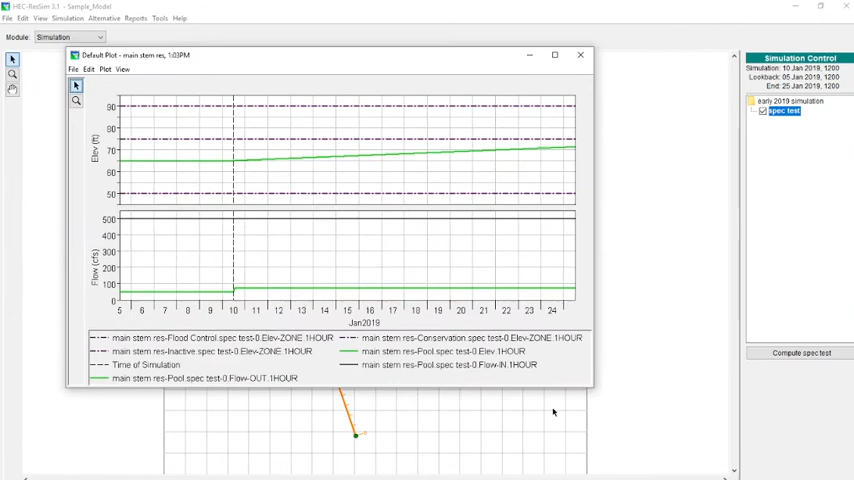 HEC-ResSim 3.1 - Sample_Model
File Edit View Simulation Alternative Reports Tools Help
Module: Simulation
Default Plot - main stem res, 1:03PM
File Edit Plot View
90
80
70
60
50
Elev (ft)
500
400
300
200
100
0
Flow (cfs)
5 6 7 8 9 10 11 12 13 14 15 16 17 18 19 20 21 22 23 24
Jan2019
main stem res-Flood Control.spec test-0.Elev-ZONE.1HOUR
main stem res-Conservation.spec test-0.Elev-ZONE.1HOUR
main stem res-Inactive.spec test-0.Elev-ZONE.1HOUR
main stem res-Pool.spec test-0.Elev.1HOUR
Time of Simulation
main stem res-Pool.spec test-0.Flow-IN.1HOUR
main stem res-Pool.spec test-0.Flow-OUT.1HOUR
Simulation Control
Simulation: 10 Jan 2019, 1200
Lookback: 05 Jan 2019, 1200
End: 25 Jan 2019, 1200
early 2019 simulation
spec test
Compute spec test